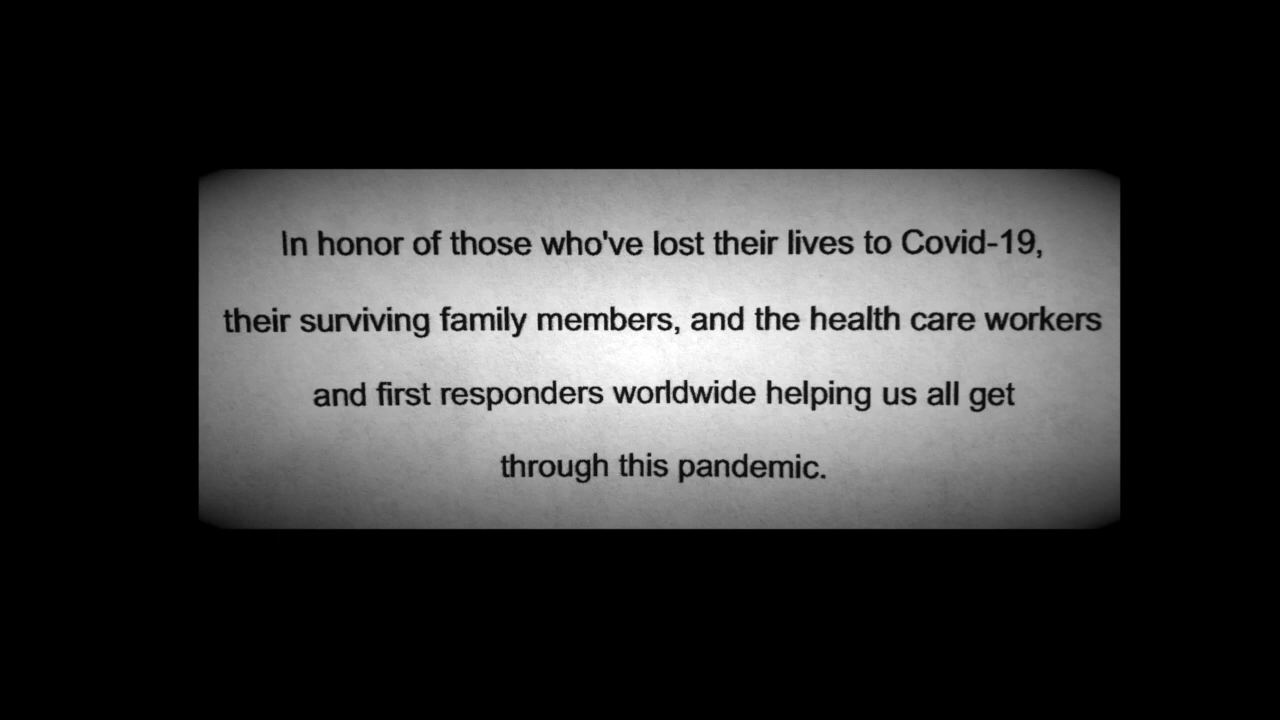 In honor of those who've lost their lives to Covid-19,
their surviving family members, and the health care workers
and first responders worldwide helping us all get
through this pandemic.